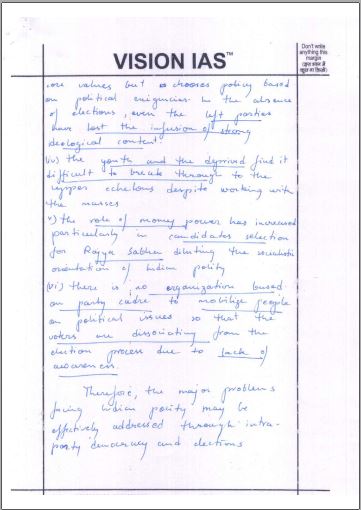 VISION IAS™
Don't write
anything this
margin
core values but chooses policy based
on political exigencies. In the absence
of elections, even the left parties
have lost the infusion of strong
ideological content
(iv) the youth and the deprived find it
difficult to break through to the
upper echelons despite working with
the masses
v) the role of money power has increased
particularly in candidates selection
for Rajya Sabha diluting the socialistic
orientation of Indian polity
(vi) there is no organization based
on party cadre to mobilize people
on political issues so that the
voters are dissociating from the
election process due to lack of
awareness.
Therefore, the major problems
facing Indian polity may be
effectively addressed through intra-
party democracy and elections